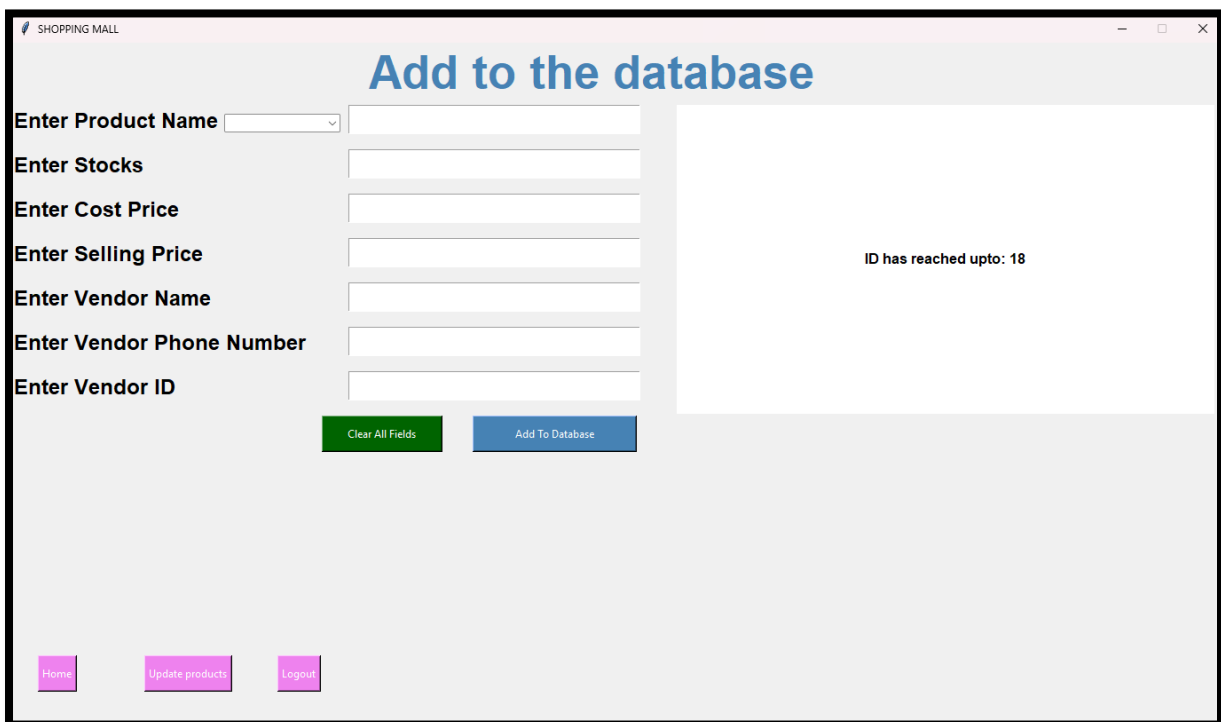 SHOPPING MALL
Add to the database
Enter Product Name
Enter Stocks
Enter Cost Price
Enter Selling Price
Enter Vendor Name
Enter Vendor Phone Number
Enter Vendor ID
ID has reached upto: 18
Clear All Fields
Add To Database
Home
Update products
Logout